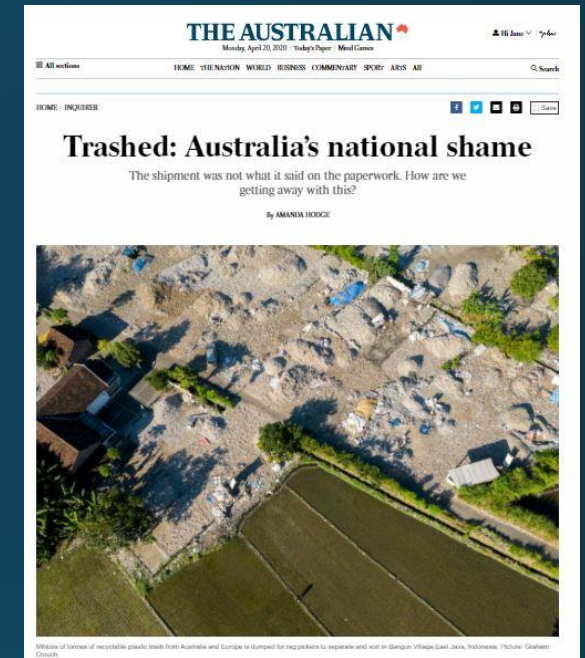 THE AUSTRALIAN
Monday, April 20, 2020 | Today's Paper | Mind Games
Hi Jane
All sections
HOME THE NATION WORLD BUSINESS COMMENTARY SPORT ARTS All
Search
HOME / INQUIRER
Save
Trashed: Australia's national shame
The shipment was not what it said on the paperwork. How are we
getting away with this?
By AMANDA HODGE
Millions of tonnes of recyclable plastic trash from Australia and Europe is dumped for rag pickers to separate and sort in Bangun Village, East Java, Indonesia. Picture: Graham
Crouch